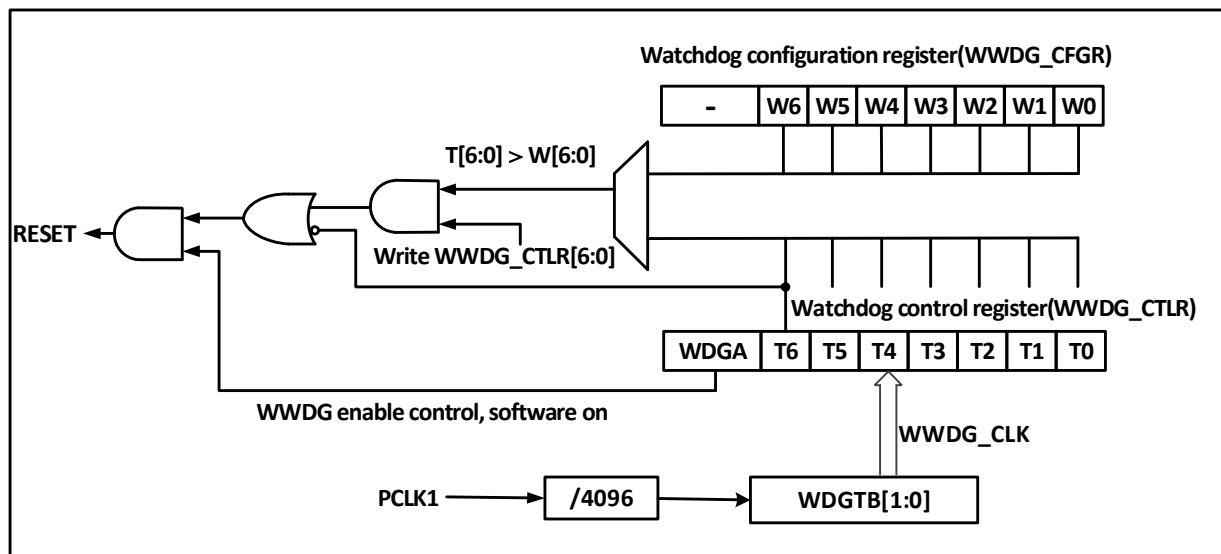 Watchdog configuration register(WWDG_CFGR)
- W6 W5 W4 W3 W2 W1 W0
T[6:0] > W[6:0]
RESET
Write WWDG_CTLR[6:0]
Watchdog control register(WWDG_CTLR)
WDGA T6 T5 T4 T3 T2 T1 T0
WWDG enable control, software on
WWDG_CLK
PCLK1 /4096 WDGTB[1:0]